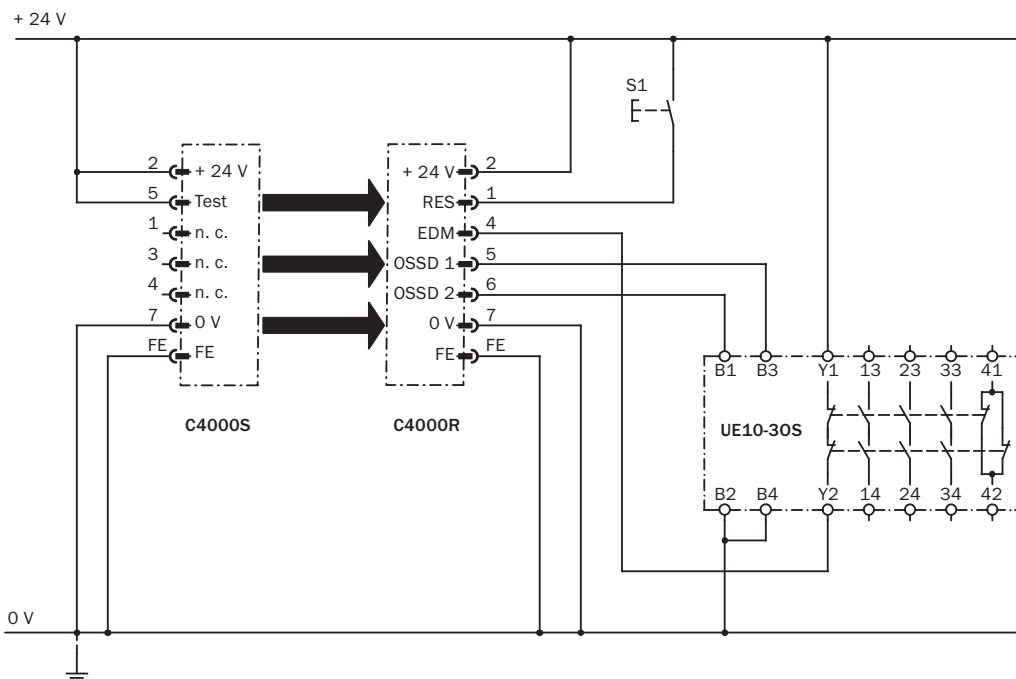 + 24 V
S1
2 + 24 V + 24 V 2
5 Test RES 1
1 n. c. EDM 4
3 n. c. OSSD 1 5
4 n. c. OSSD 2 6
7 0 V 0 V 7
FE FE FE FE
C4000S C4000R
B1 B3 Y1 13 23 33 41
UE10-30S
B2 B4 Y2 14 24 34 42
0 V